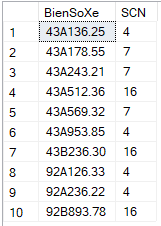 BienSoXe SCN
1 43A136.25 4
2 43A178.55 7
3 43A243.21 7
4 43A512.36 16
5 43A569.32 7
6 43A953.85 4
7 43B236.30 16
8 92A126.33 4
9 92A236.22 4
10 92B893.78 16